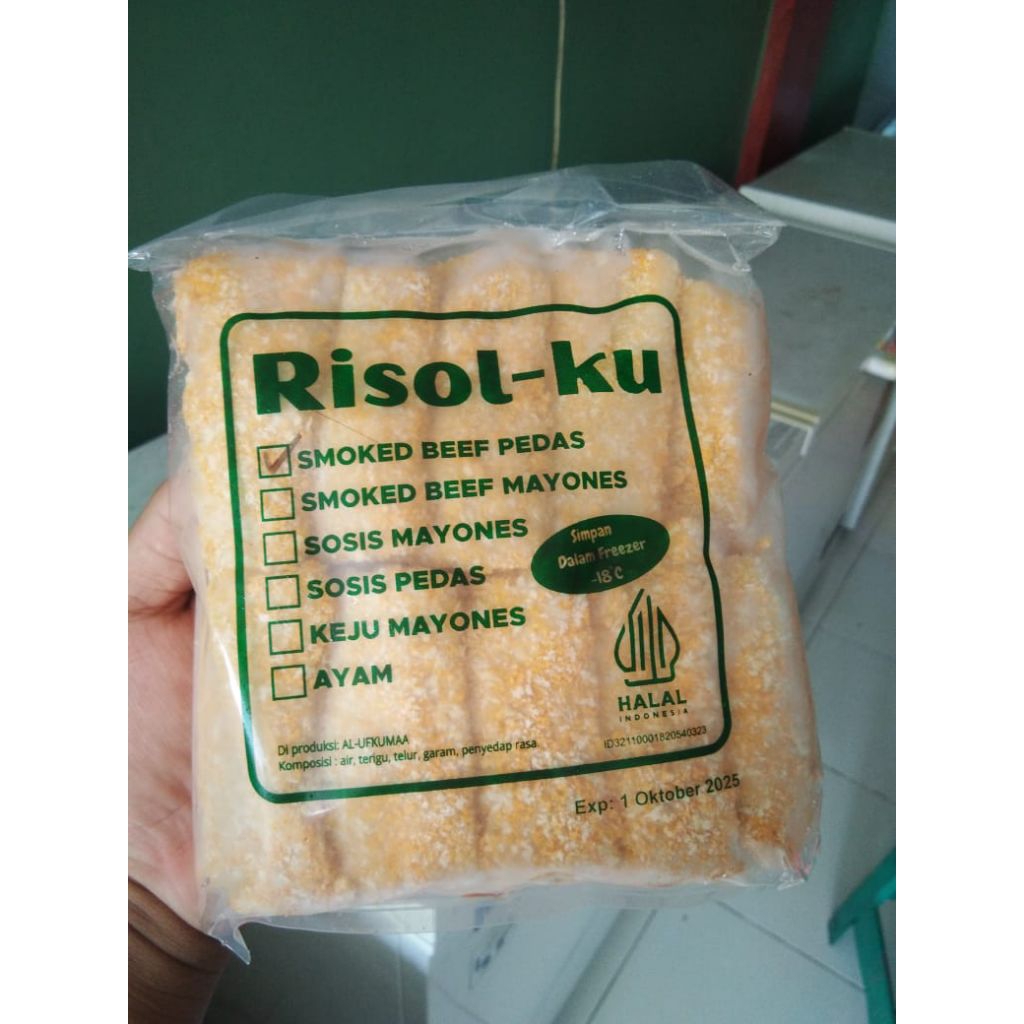 Risol-ku
SMOKED BEEF PEDAS
SMOKED BEEF MAYONES
SOSIS MAYONES
SOSIS PEDAS
KEJU MAYONES
AYAM
Simpan
Dalam Freezer
-18°C
HALAL
INDONESIA
ID32110001820540323
Di produksi: AL-UFKUMAA
Komposisi : air, terigu, telur, garam, penyedap rasa
Exp: 1 Oktober 2025